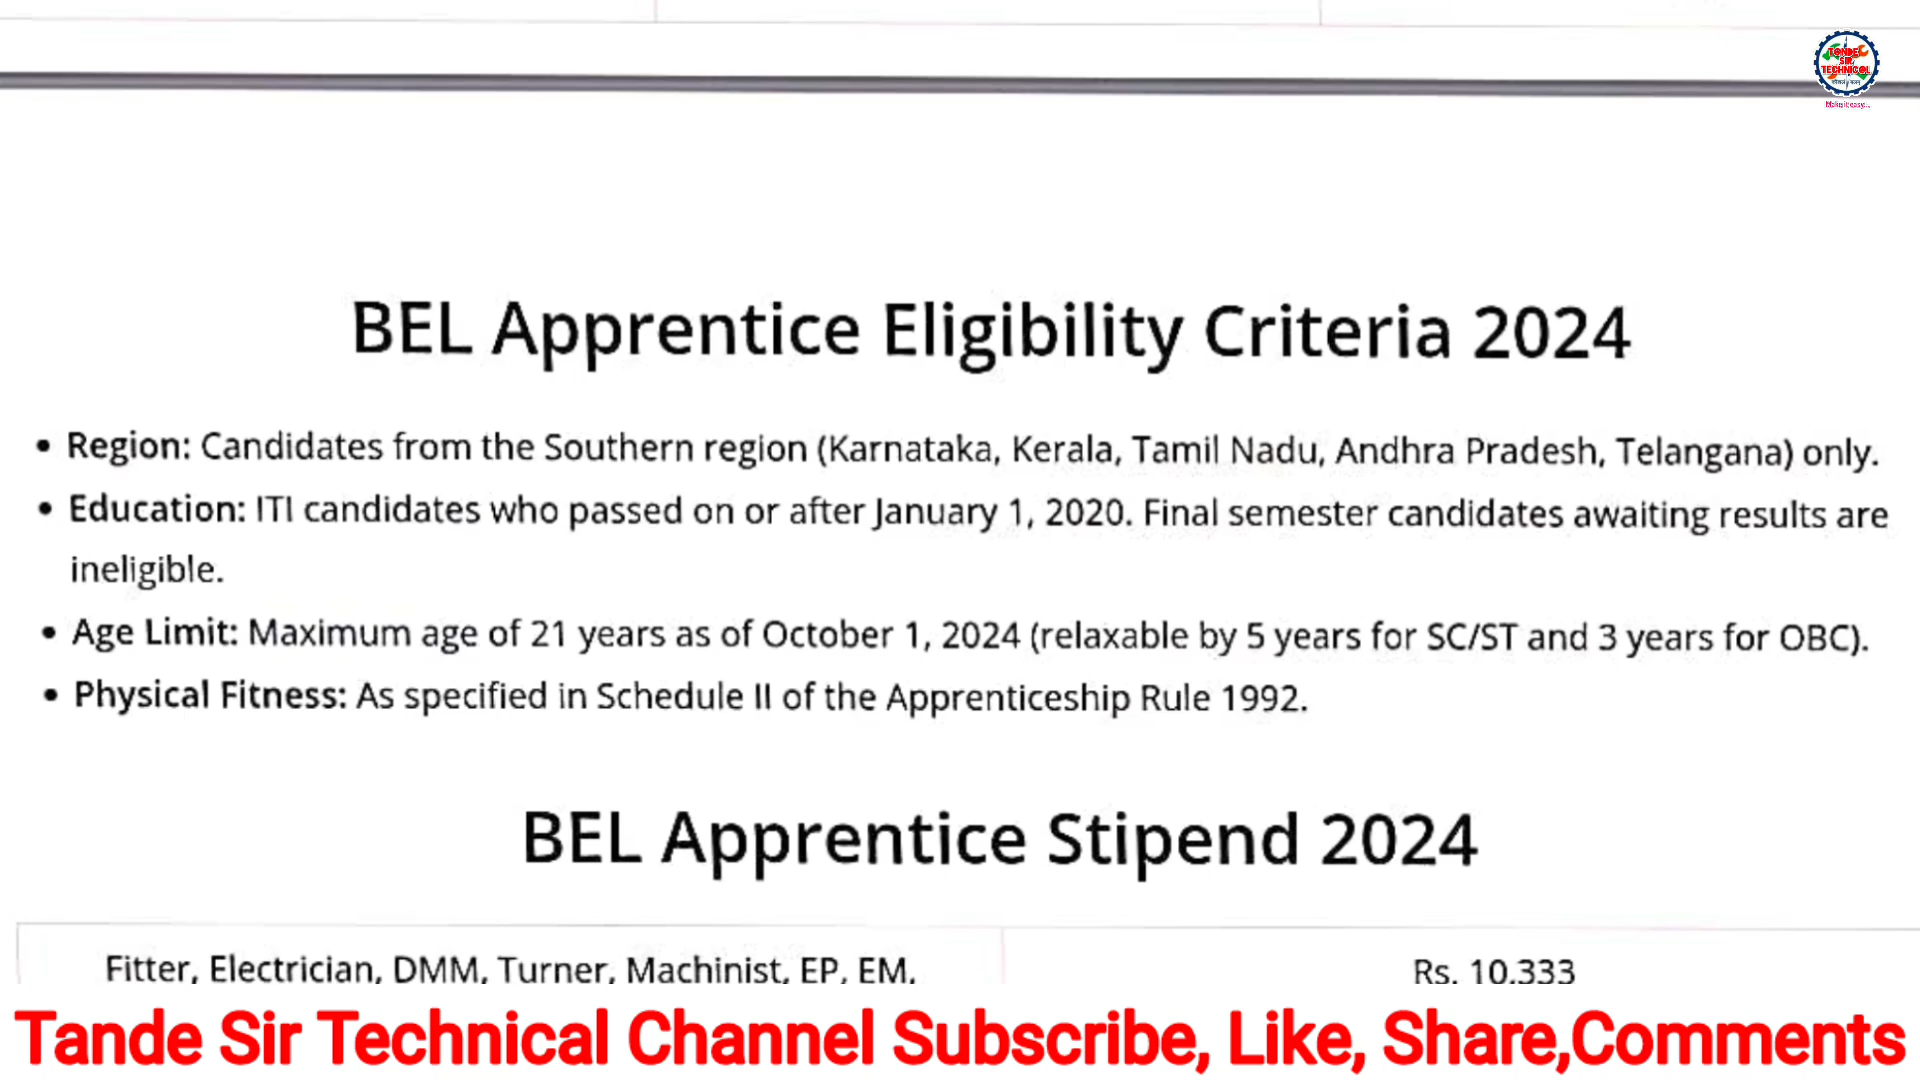 TONDE
SIR
TECHNICAL
BEL Apprentice Eligibility Criteria 2024
• Region: Candidates from the Southern region (Karnataka, Kerala, Tamil Nadu, Andhra Pradesh, Telangana) only.
• Education: ITI candidates who passed on or after January 1, 2020. Final semester candidates awaiting results are
ineligible.
• Age Limit: Maximum age of 21 years as of October 1, 2024 (relaxable by 5 years for SC/ST and 3 years for OBC).
• Physical Fitness: As specified in Schedule II of the Apprenticeship Rule 1992.
BEL Apprentice Stipend 2024
Fitter, Electrician, DMM, Turner, Machinist, EP, EM, Rs. 10,333
Tande Sir Technical Channel Subscribe, Like, Share,Comments